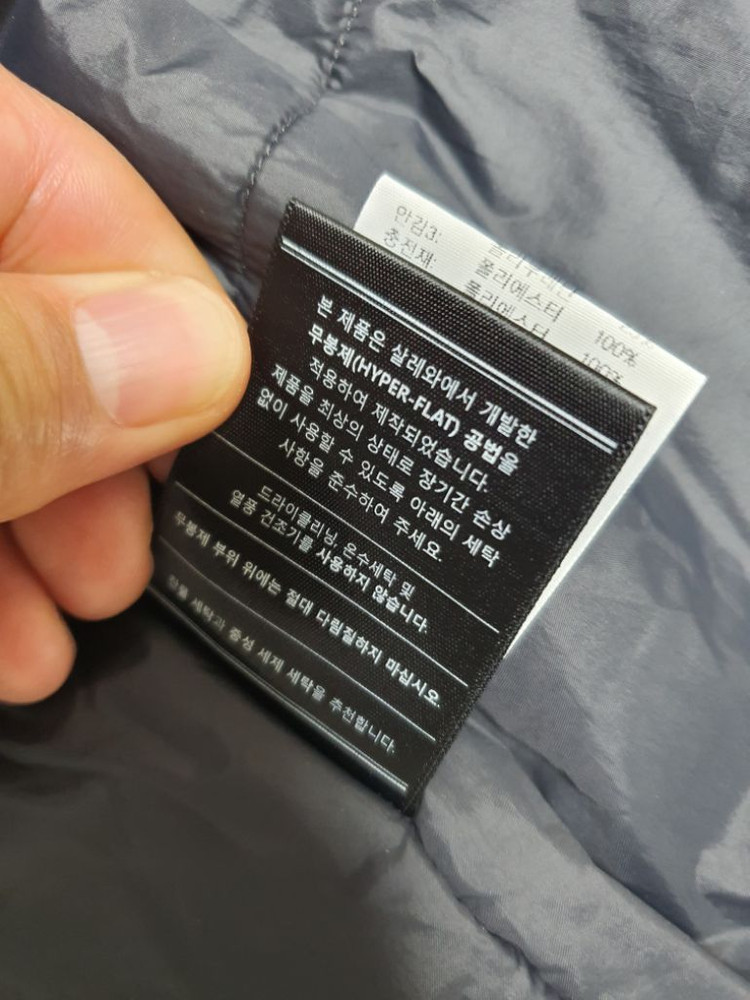 안감3:
충전재: 폴리에스터 100%
폴리에스터 100%
본 제품은 살레와에서 개발한
무봉제(HYPER-FLAT) 공법을
적용하여 제작되었습니다.
제품을 최상의 상태로 장기간 손상
없이 사용할 수 있도록 아래의 세탁
사항을 준수하여 주세요.
드라이클리닝, 온수세탁 및
열풍 건조기를 사용하지 않습니다.
무봉제 부위 위에는 절대 다림질하지 마십시오.
찬물 세탁과 중성 세제 세탁을 추천합니다.